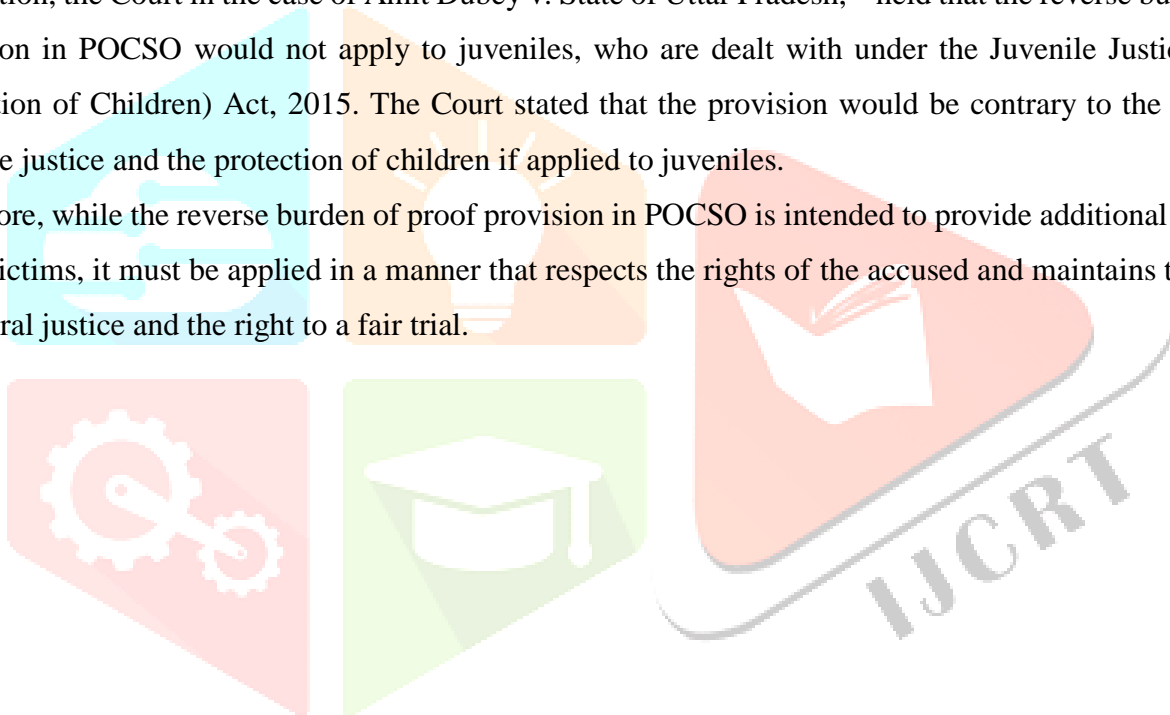 tion, the Court in the case of Amit Dubey v. State of Uttar Pradesh, held that the reverse bu
on in POCSO would not apply to juveniles, who are dealt with under the Juvenile Justic
tion of Children) Act, 2015. The Court stated that the provision would be contrary to the
e justice and the protection of children if applied to juveniles.
ore, while the reverse burden of proof provision in POCSO is intended to provide additional
ictims, it must be applied in a manner that respects the rights of the accused and maintains t
ral justice and the right to a fair trial.
IJCRT